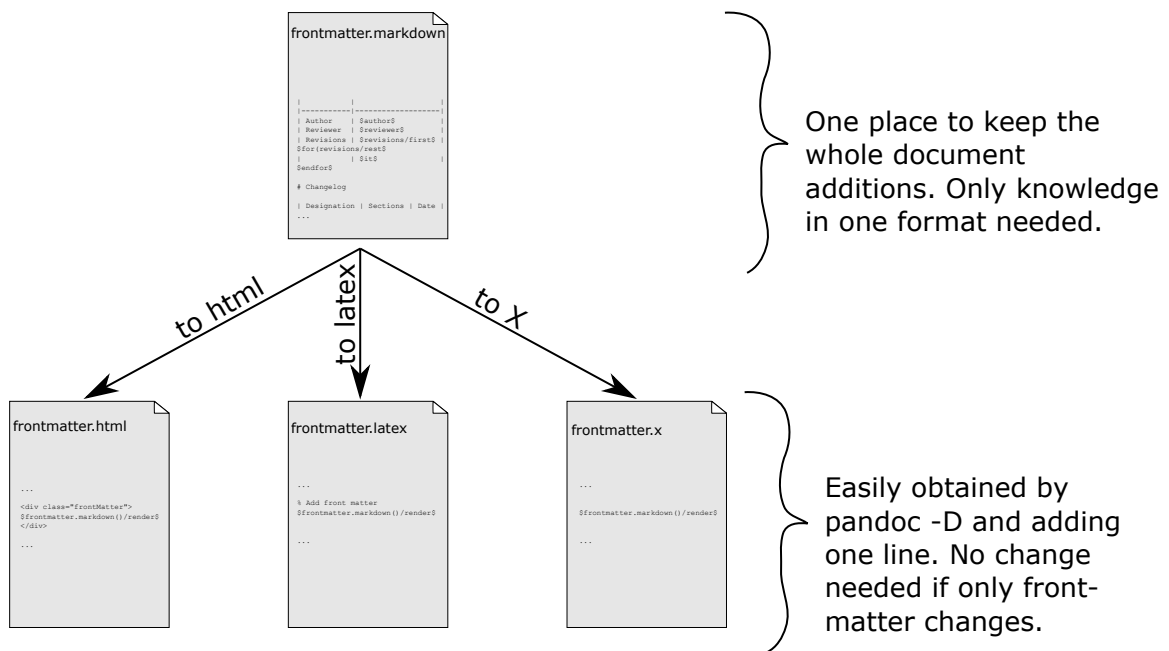 frontmatter.markdown
|           |                   |
|-----------|-------------------|
| Author    | $author$          |
| Reviewer  | $reviewer$        |
| Revisions | $revisions/first$ |
$for(revisions/rest$
|           | $it$              |
$endfor$
# Changelog
| Designation | Sections | Date |
...
One place to keep the
whole document
additions. Only knowledge
in one format needed.
to html
to latex
to X
frontmatter.html
...
<div class="frontMatter">
$frontmatter.markdown()/render$
</div>
...
frontmatter.latex
...
% Add front matter
$frontmatter.markdown()/render$
...
frontmatter.x
...
$frontmatter.markdown()/render$
...
Easily obtained by
pandoc -D and adding
one line. No change
needed if only front-
matter changes.